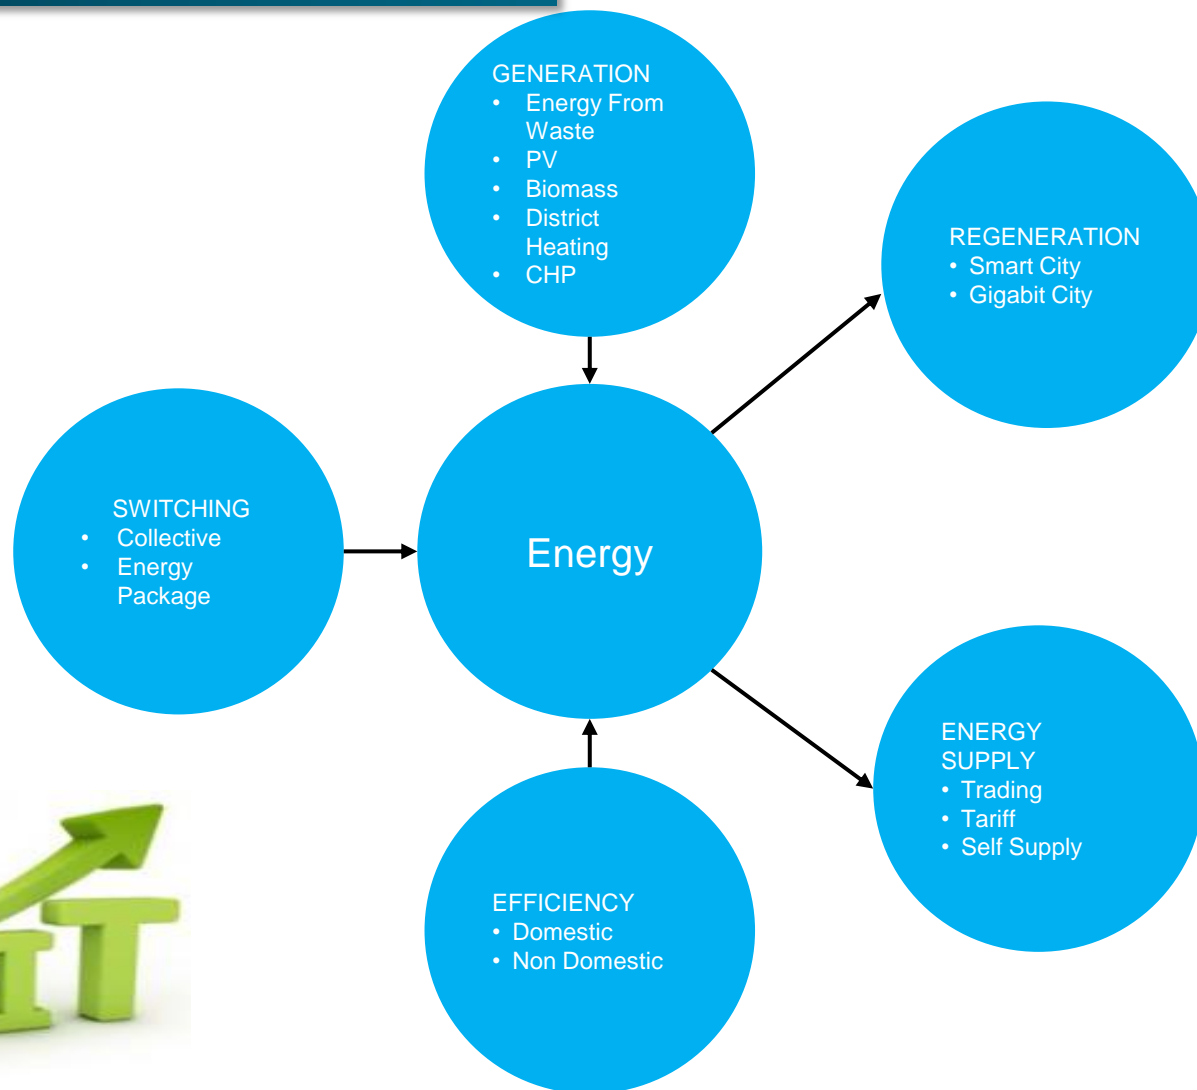 GENERATION
• Energy From
Waste
• PV
• Biomass
• District
Heating
• CHP
REGENERATION
• Smart City
• Gigabit City
SWITCHING
• Collective
• Energy
Package
Energy
ENERGY
SUPPLY
• Trading
• Tariff
• Self Supply
EFFICIENCY
• Domestic
• Non Domestic
IT